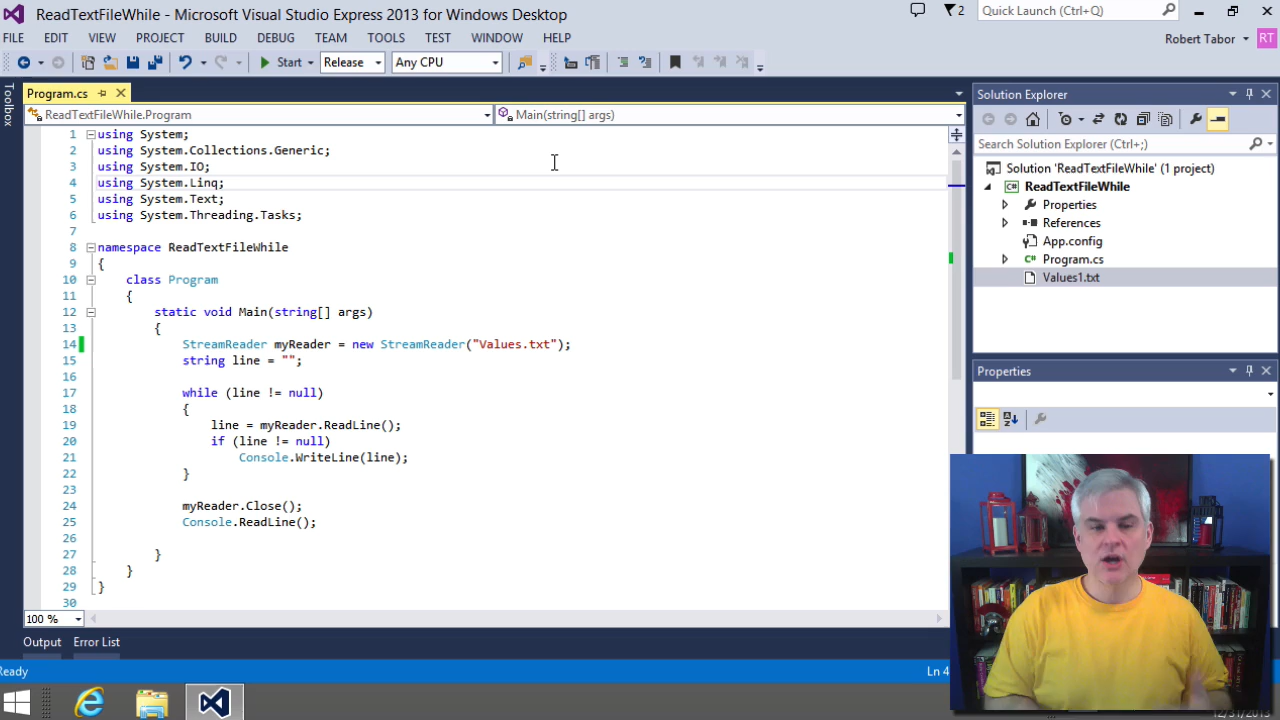 ReadTextFileWhile - Microsoft Visual Studio Express 2013 for Windows Desktop
2
Quick Launch (Ctrl+Q)
FILE EDIT VIEW PROJECT BUILD DEBUG TEAM TOOLS TEST WINDOW HELP
Robert Tabor
RT
Start
Release
Any CPU
Toolbox
Program.cs
ReadTextFileWhile.Program
Main(string[] args)
1 using System;
2 using System.Collections.Generic;
3 using System.IO;
4 using System.Linq;
5 using System.Text;
6 using System.Threading.Tasks;
7
8 namespace ReadTextFileWhile
9 {
10 class Program
11 {
12 static void Main(string[] args)
13 {
14 StreamReader myReader = new StreamReader("Values.txt");
15 string line = "";
16
17 while (line != null)
18 {
19 line = myReader.ReadLine();
20 if (line != null)
21 Console.WriteLine(line);
22 }
23
24 myReader.Close();
25 Console.ReadLine();
26
27 }
28 }
29 }
30
100 %
Solution Explorer
Search Solution Explorer (Ctrl+;)
Solution 'ReadTextFileWhile' (1 project)
ReadTextFileWhile
Properties
References
App.config
Program.cs
Values1.txt
Properties
Output Error List
Ready
Ln 4
12/31/2013